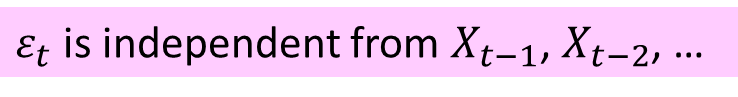 εₜ is independent from Xₜ₋₁, Xₜ₋₂, ...